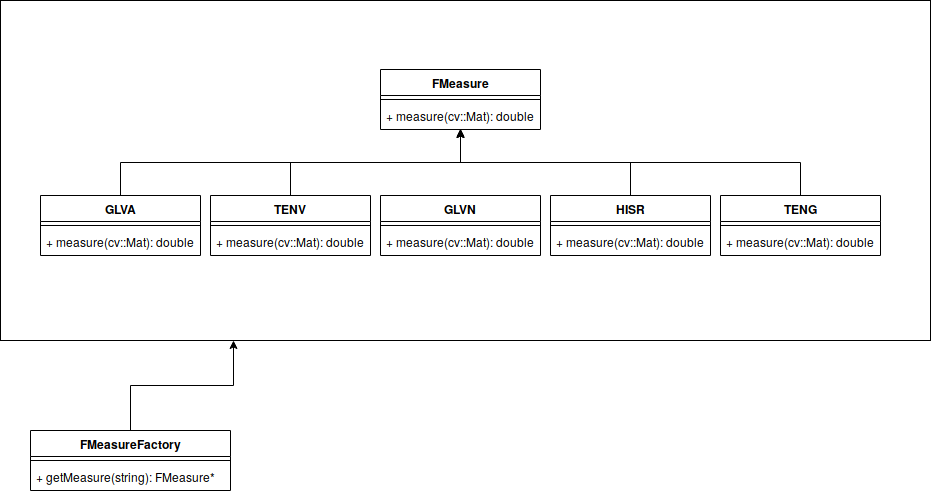 FMeasure
+ measure(cv::Mat): double
GLVA
+ measure(cv::Mat): double
TENV
+ measure(cv::Mat): double
GLVN
+ measure(cv::Mat): double
HISR
+ measure(cv::Mat): double
TENG
+ measure(cv::Mat): double
FMeasureFactory
+ getMeasure(string): FMeasure*